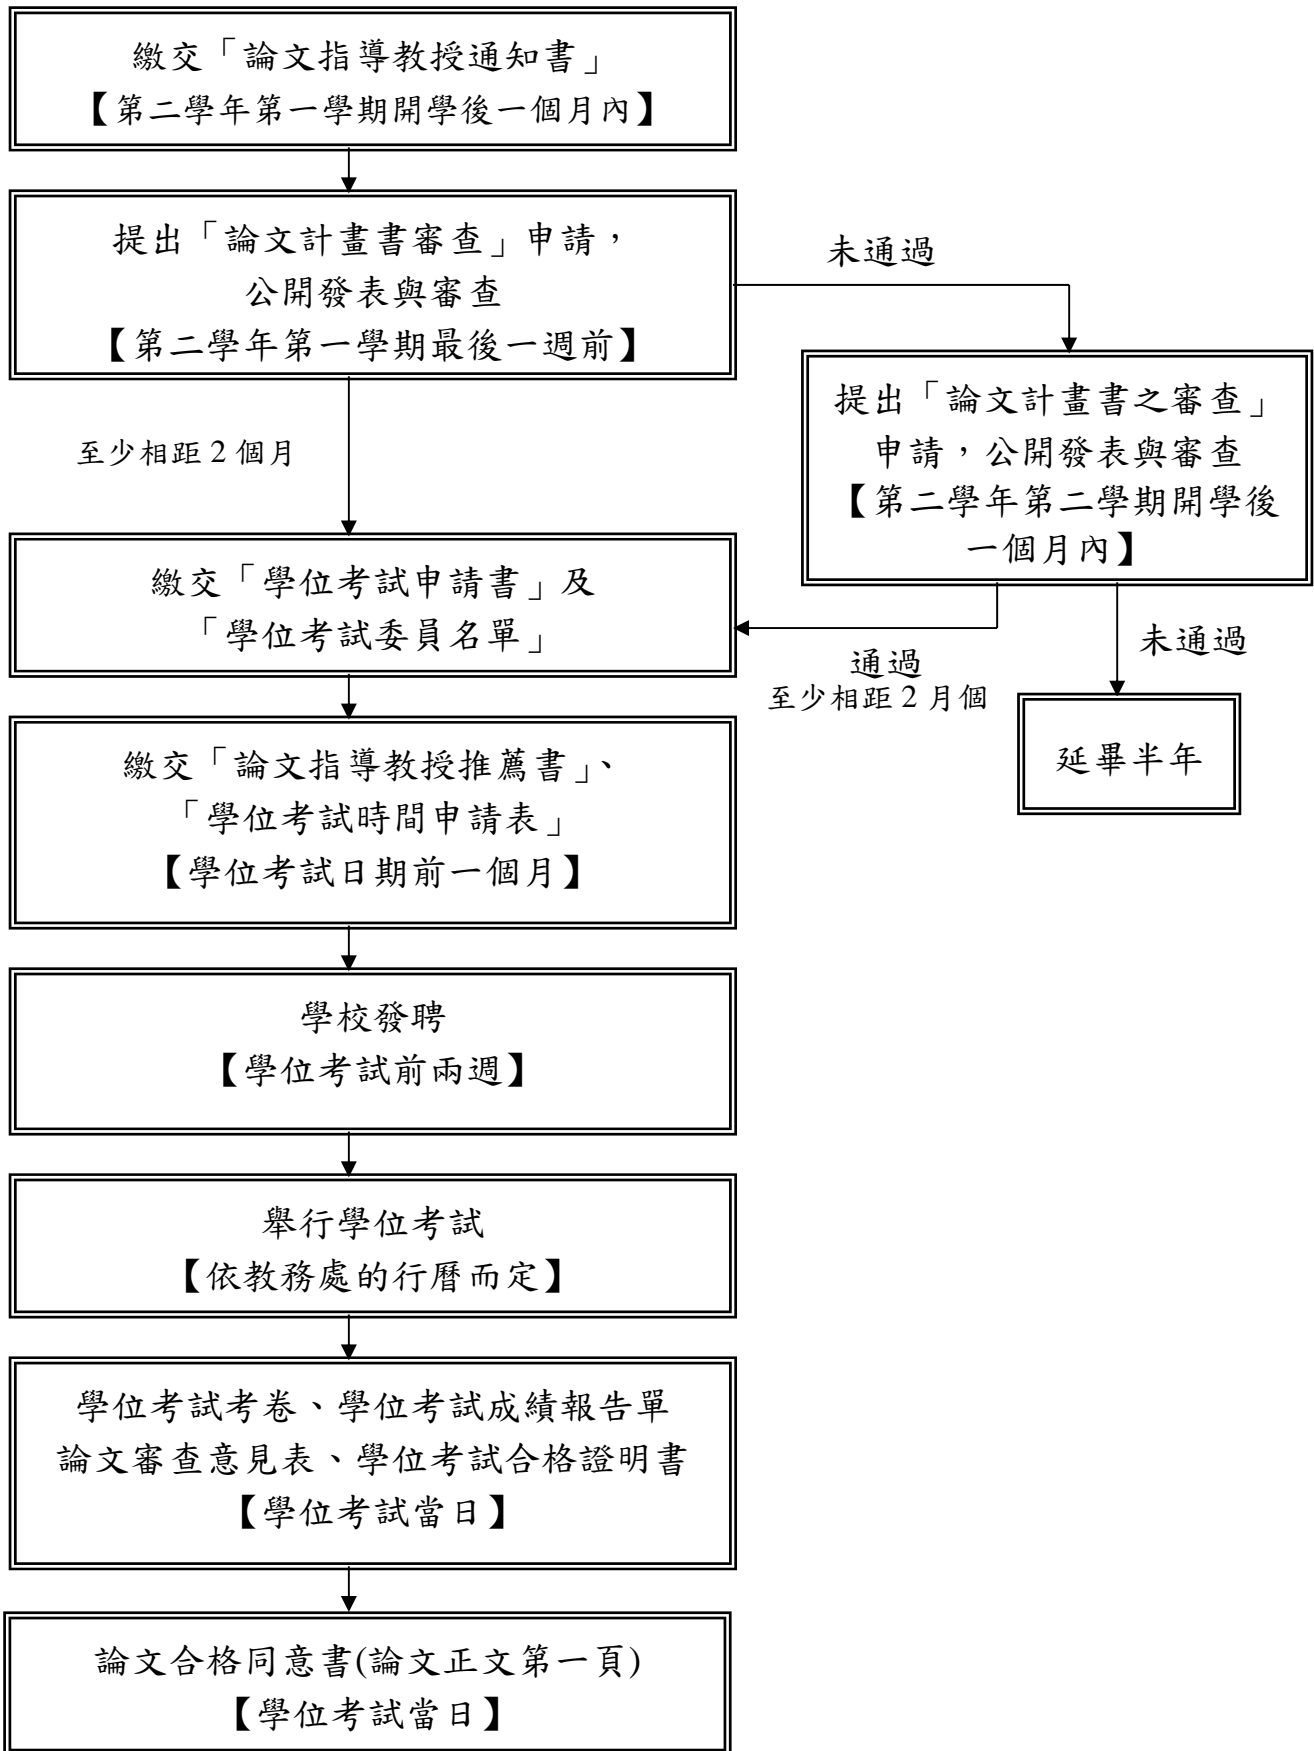 繳交「論文指導教授通知書」
【第二學年第一學期開學後一個月內】
提出「論文計畫書審查」申請，
公開發表與審查
【第二學年第一學期最後一週前】
未通過
提出「論文計畫書之審查」
申請，公開發表與審查
【第二學年第二學期開學後
一個月內】
至少相距 2 個月
繳交「學位考試申請書」及
「學位考試委員名單」
通過
至少相距 2 月個
未通過
延畢半年
繳交「論文指導教授推薦書」、
「學位考試時間申請表」
【學位考試日期前一個月】
學校發聘
【學位考試前兩週】
舉行學位考試
【依教務處的行曆而定】
學位考試考卷、學位考試成績報告單
論文審查意見表、學位考試合格證明書
【學位考試當日】
論文合格同意書(論文正文第一頁)
【學位考試當日】